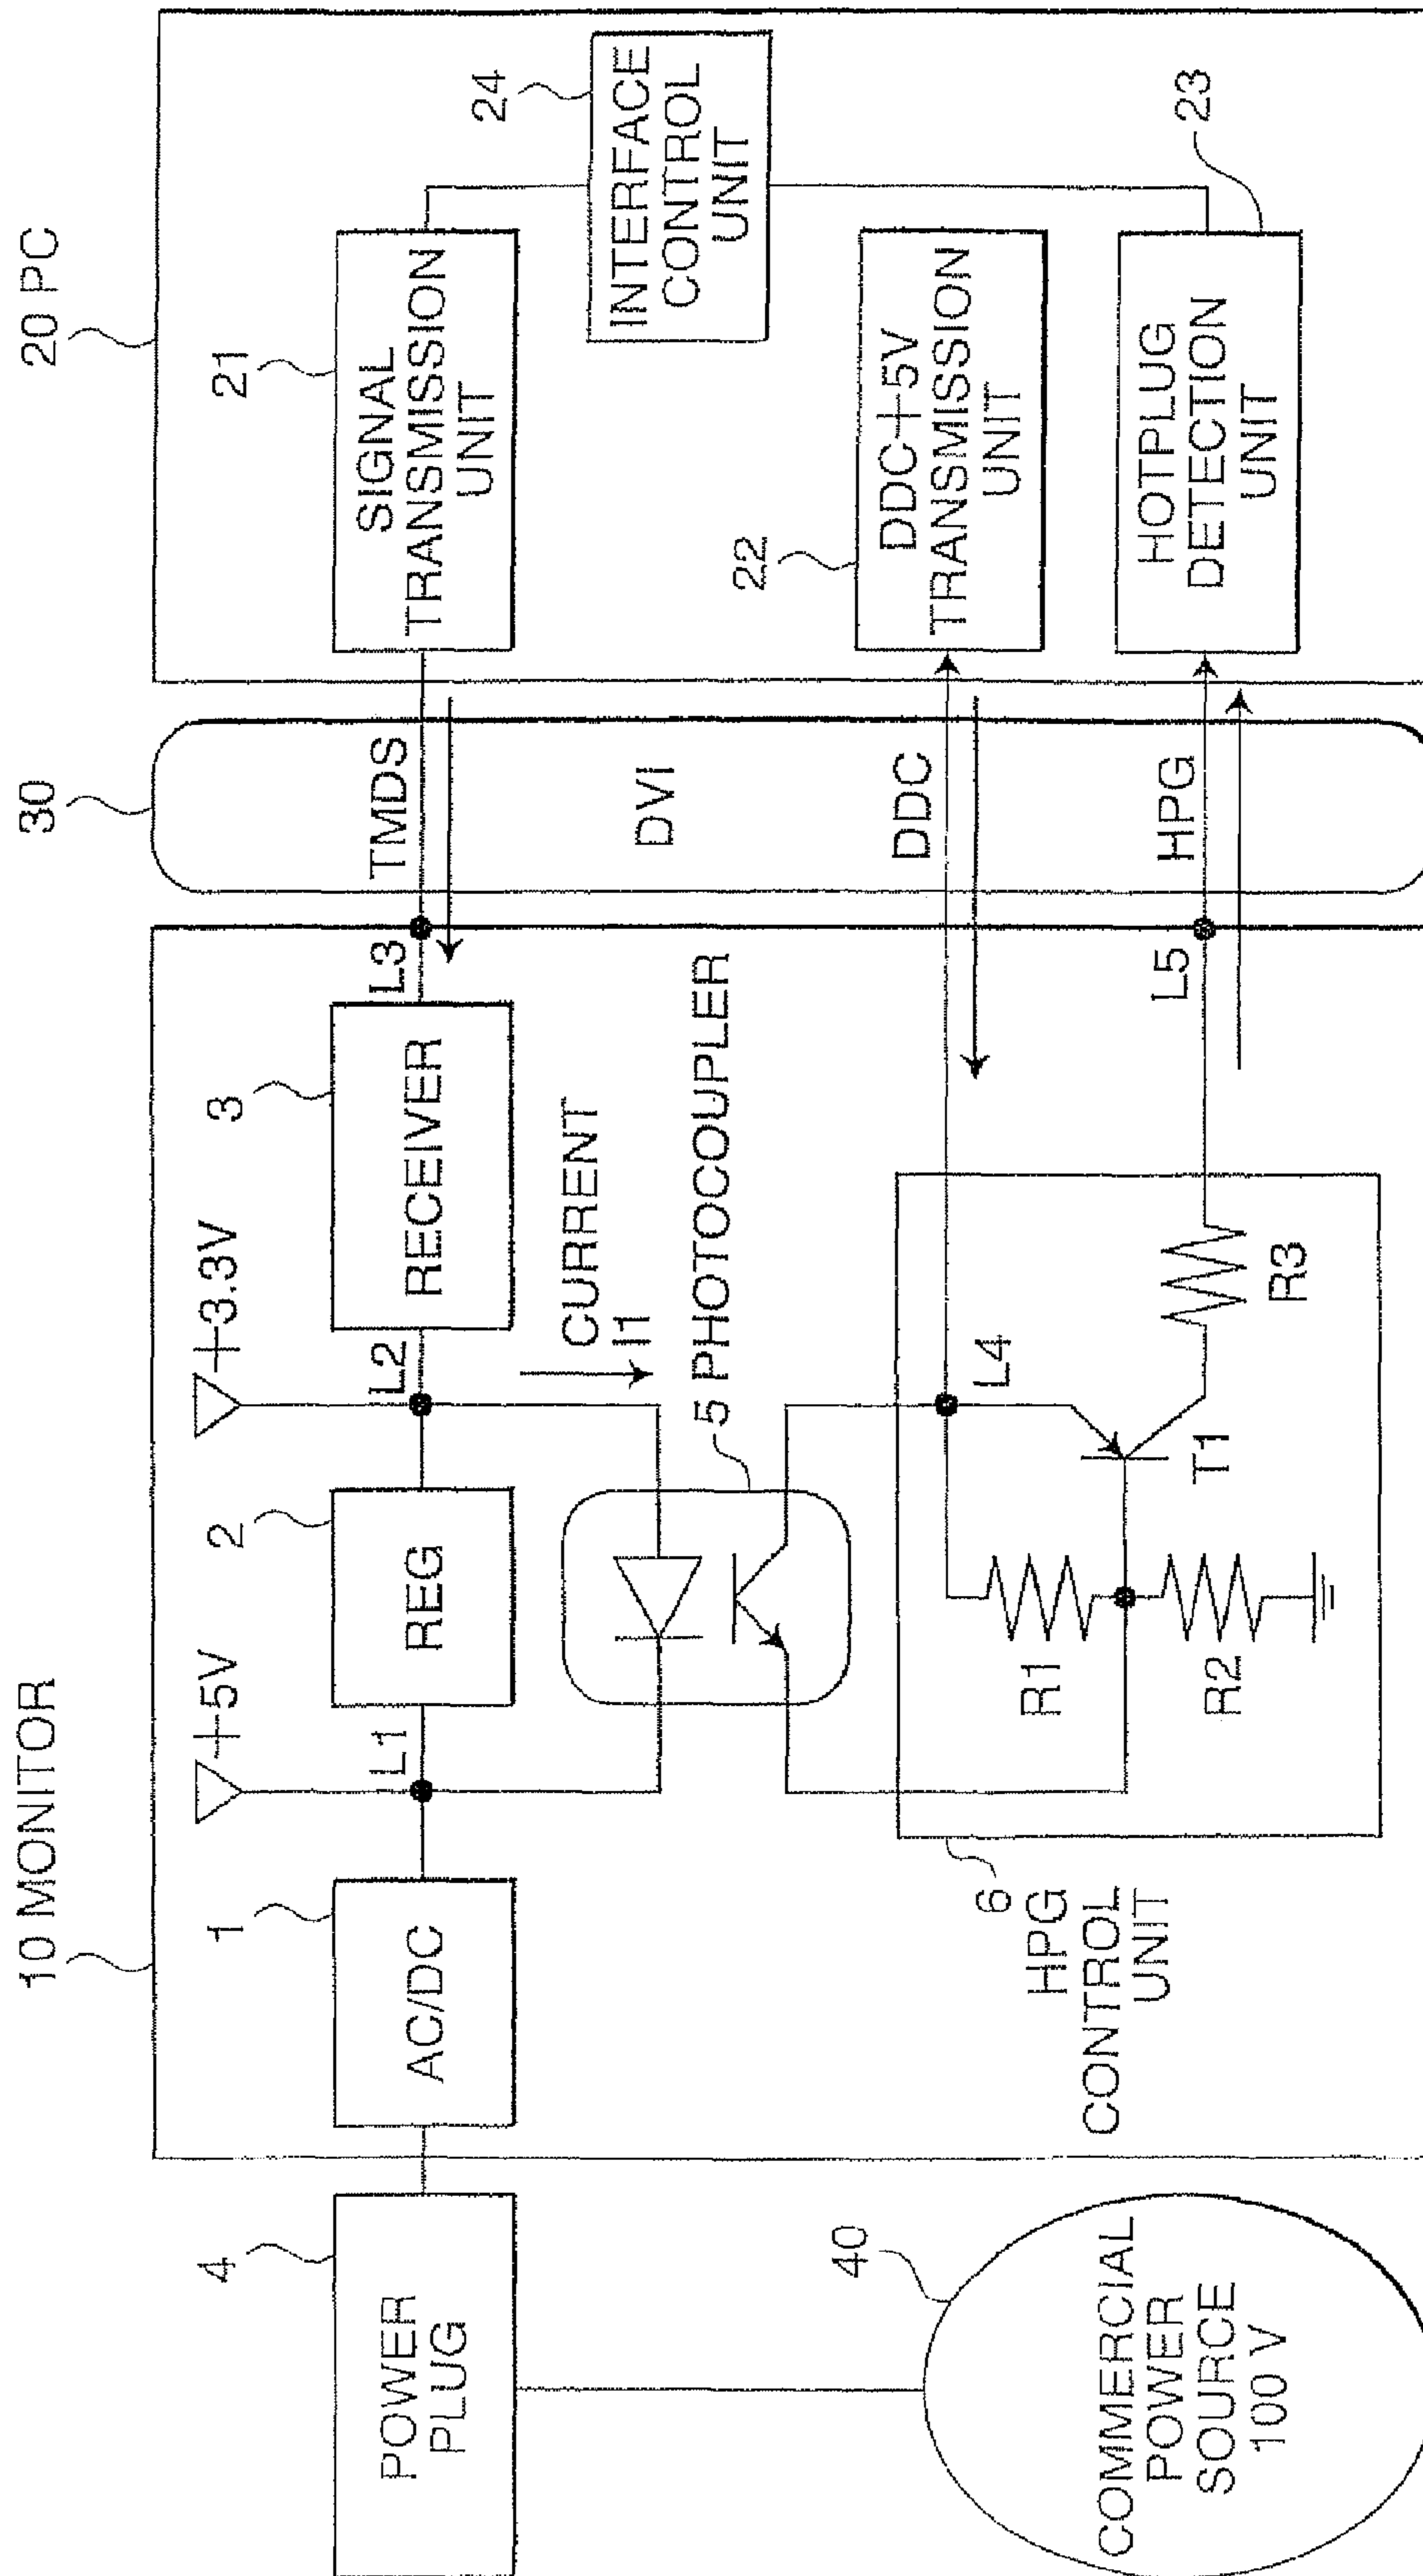 10 MONITOR
20 PC
30
4
POWER
PLUG
1
AC/DC
+5V
L1
2
REG
+3.3V
L2
3
RECEIVER
L3
TMDS
21
SIGNAL
TRANSMISSION
UNIT
24
INTERFACE
CONTROL
UNIT
CURRENT
I1
5 PHOTOCOUPLER
DVI
40
COMMERCIAL
POWER
SOURCE
100 V
6
HPG
CONTROL
UNIT
R1
R2
L4
T1
R3
L5
DDC
HPG
22
DDC+5V
TRANSMISSION
UNIT
HOTPLUG
DETECTION
UNIT
23